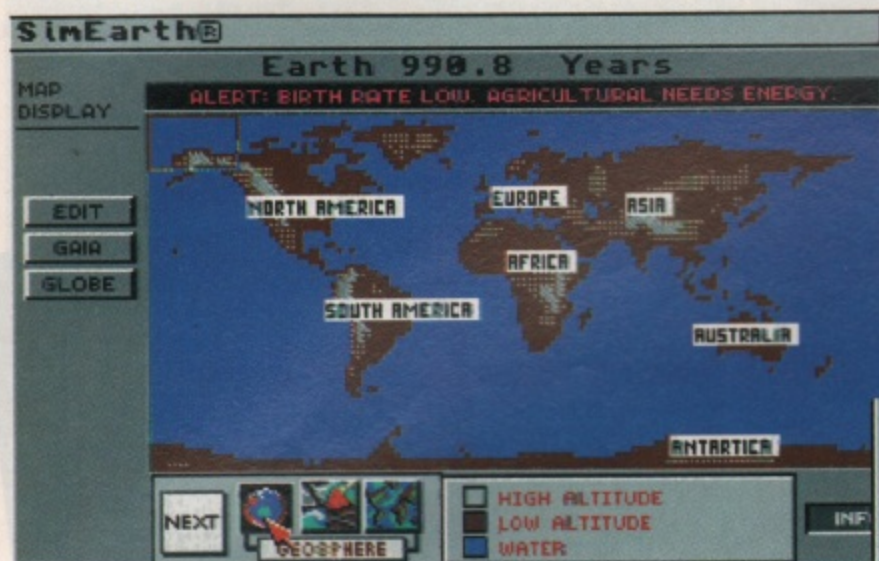 SimEarth®
Earth 990.8 Years
MAP
DISPLAY
ALERT: BIRTH RATE LOW. AGRICULTURAL NEEDS ENERGY.
EDIT
GAIA
GLOBE
NORTH AMERICA
EUROPE
ASIA
AFRICA
SOUTH AMERICA
AUSTRALIA
ANTARTICA
NEXT
GEOSPHERE
HIGH ALTITUDE
LOW ALTITUDE
WATER
INF